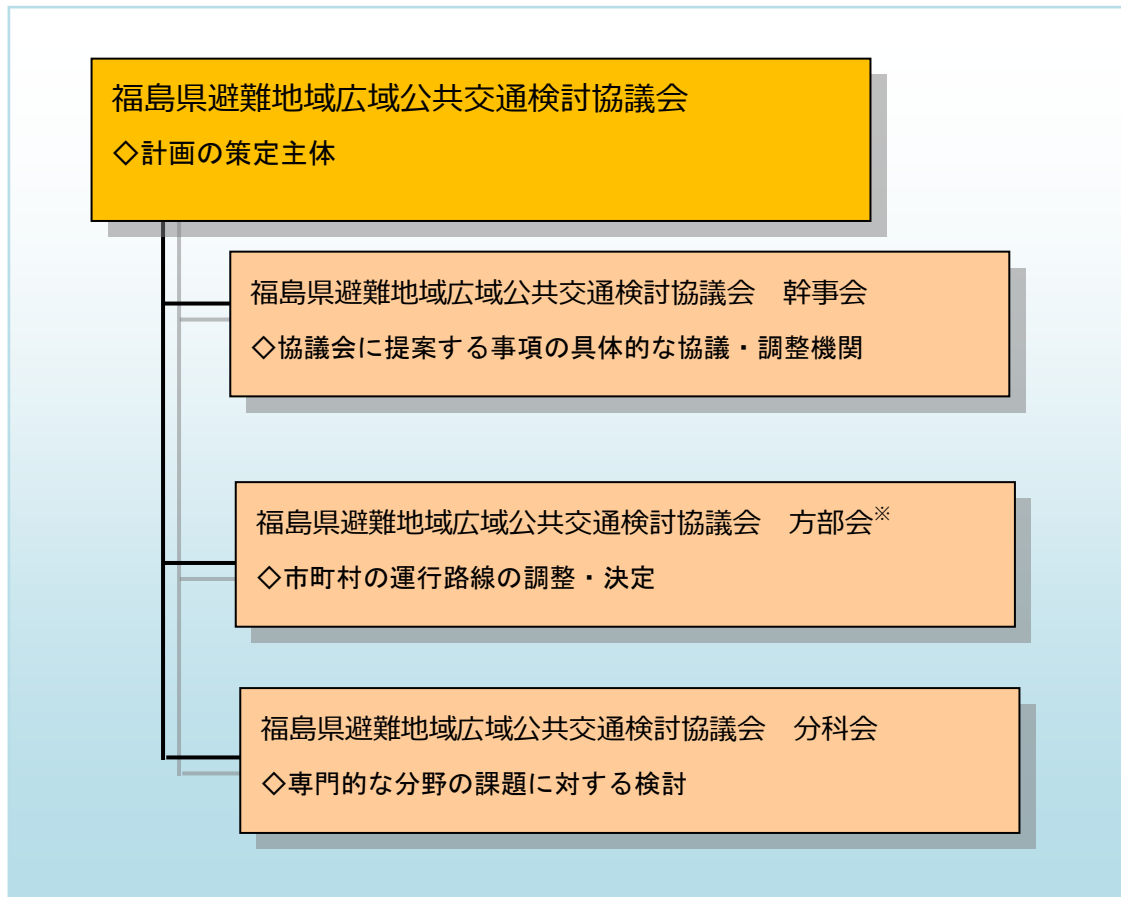 福島県避難地域広域公共交通検討協議会
◇計画の策定主体
福島県避難地域広域公共交通検討協議会　幹事会
◇協議会に提案する事項の具体的な協議・調整機関
福島県避難地域広域公共交通検討協議会　方部会※
◇市町村の運行路線の調整・決定
福島県避難地域広域公共交通検討協議会　分科会
◇専門的な分野の課題に対する検討